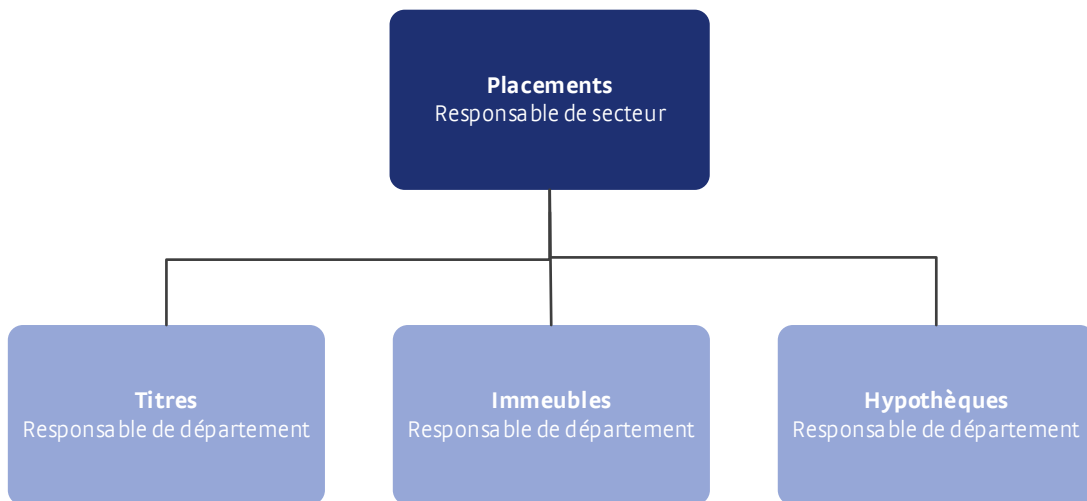 Placements
Responsable de secteur
Titres
Responsable de département
Immeubles
Responsable de département
Hypothèques
Responsable de département